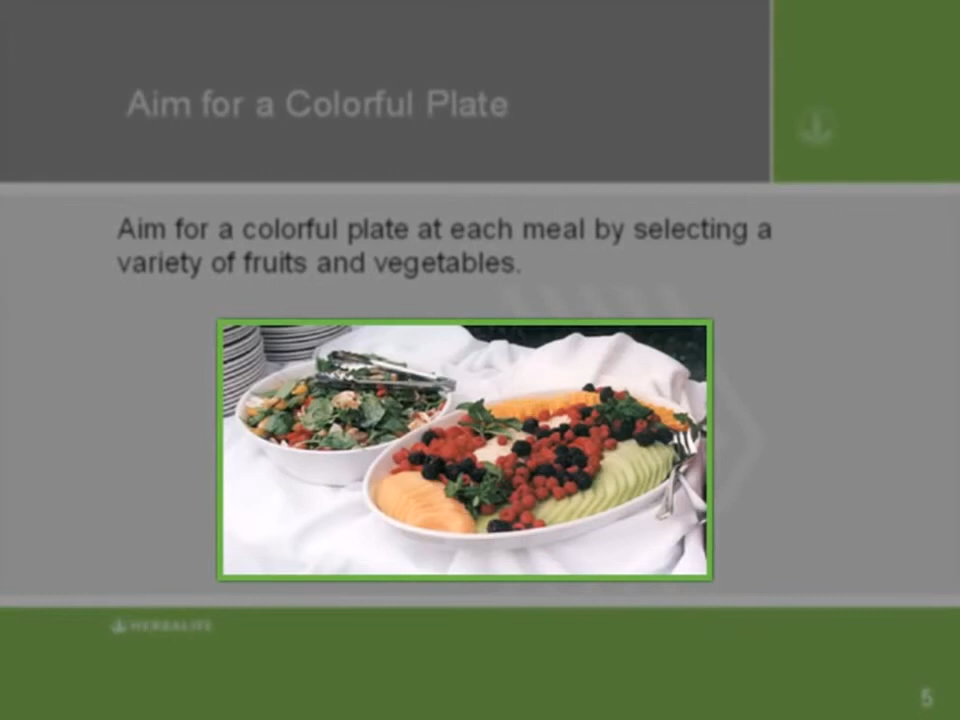 Aim for a Colorful Plate
Aim for a colorful plate at each meal by selecting a
variety of fruits and vegetables.
HERBALIFE
5